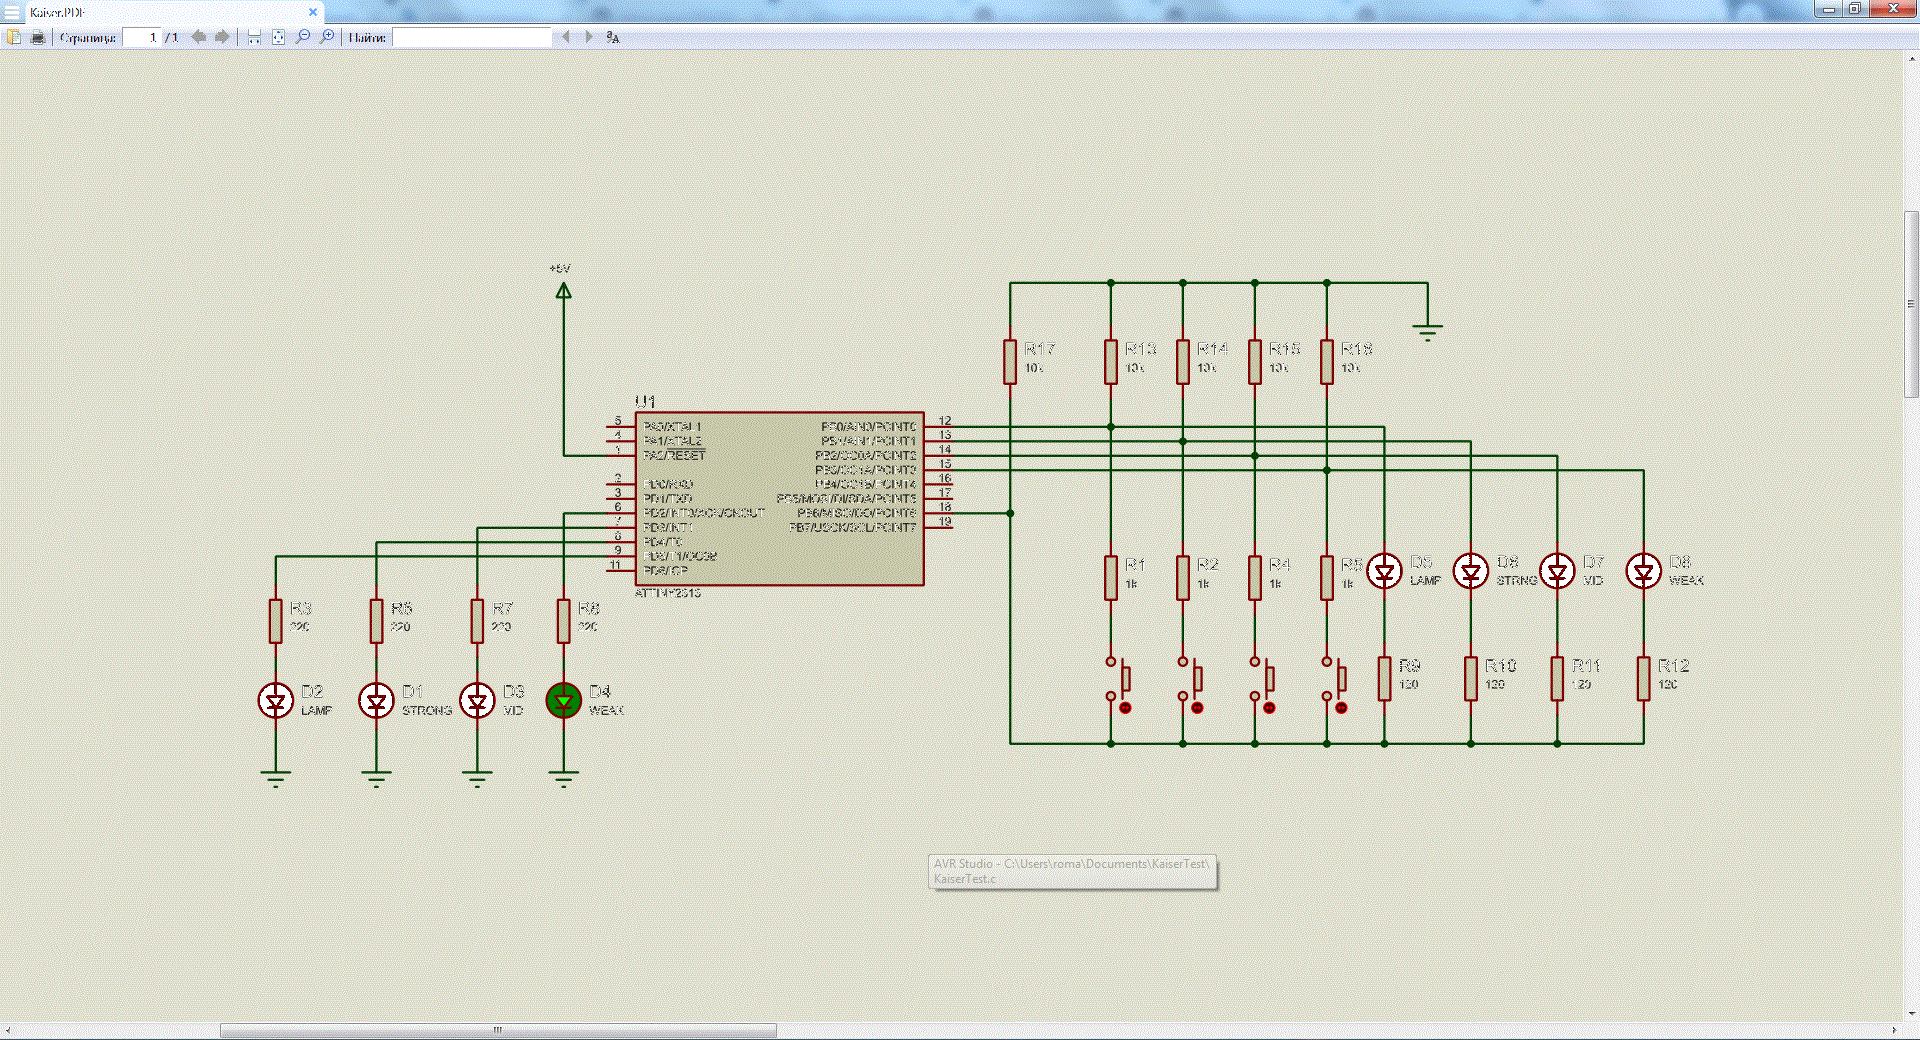 Kaiser.PDF
Страница: 1 / 1 Найти:
+5V
R17 10k
R13 10k
R14 10k
R15 10k
R16 10k
U1
5 PA0/XTAL1
4 PA1/XTAL2
1 PA2/RESET
2 PD0/RXD
3 PD1/TXD
6 PD2/INT0/XCK/CKOUT
7 PD3/INT1
8 PD4/T0
9 PD5/T1/OC0B
11 PD6/ICP
PB0/AIN0/PCINT0 12
PB1/AIN1/PCINT1 13
PB2/OC0A/PCINT2 14
PB3/OC1A/PCINT3 15
PB4/OC1B/PCINT4 16
PB5/MOSI/DI/SDA/PCINT5 17
PB6/MISO/DO/PCINT6 18
PB7/USCK/SCL/PCINT7 19
ATTINY2313
R1 1k
R2 1k
R4 1k
R5 1k
D5 LAMP
D6 STRNG
D7 MID
D8 WEAK
R3 220
R6 220
R7 220
R8 220
R9 120
R10 120
R11 120
R12 120
D2 LAMP
D1 STRONG
D3 MID
D4 WEAK
AVR Studio - C:\Users\roma\Documents\KaiserTest\
KaiserTest.c